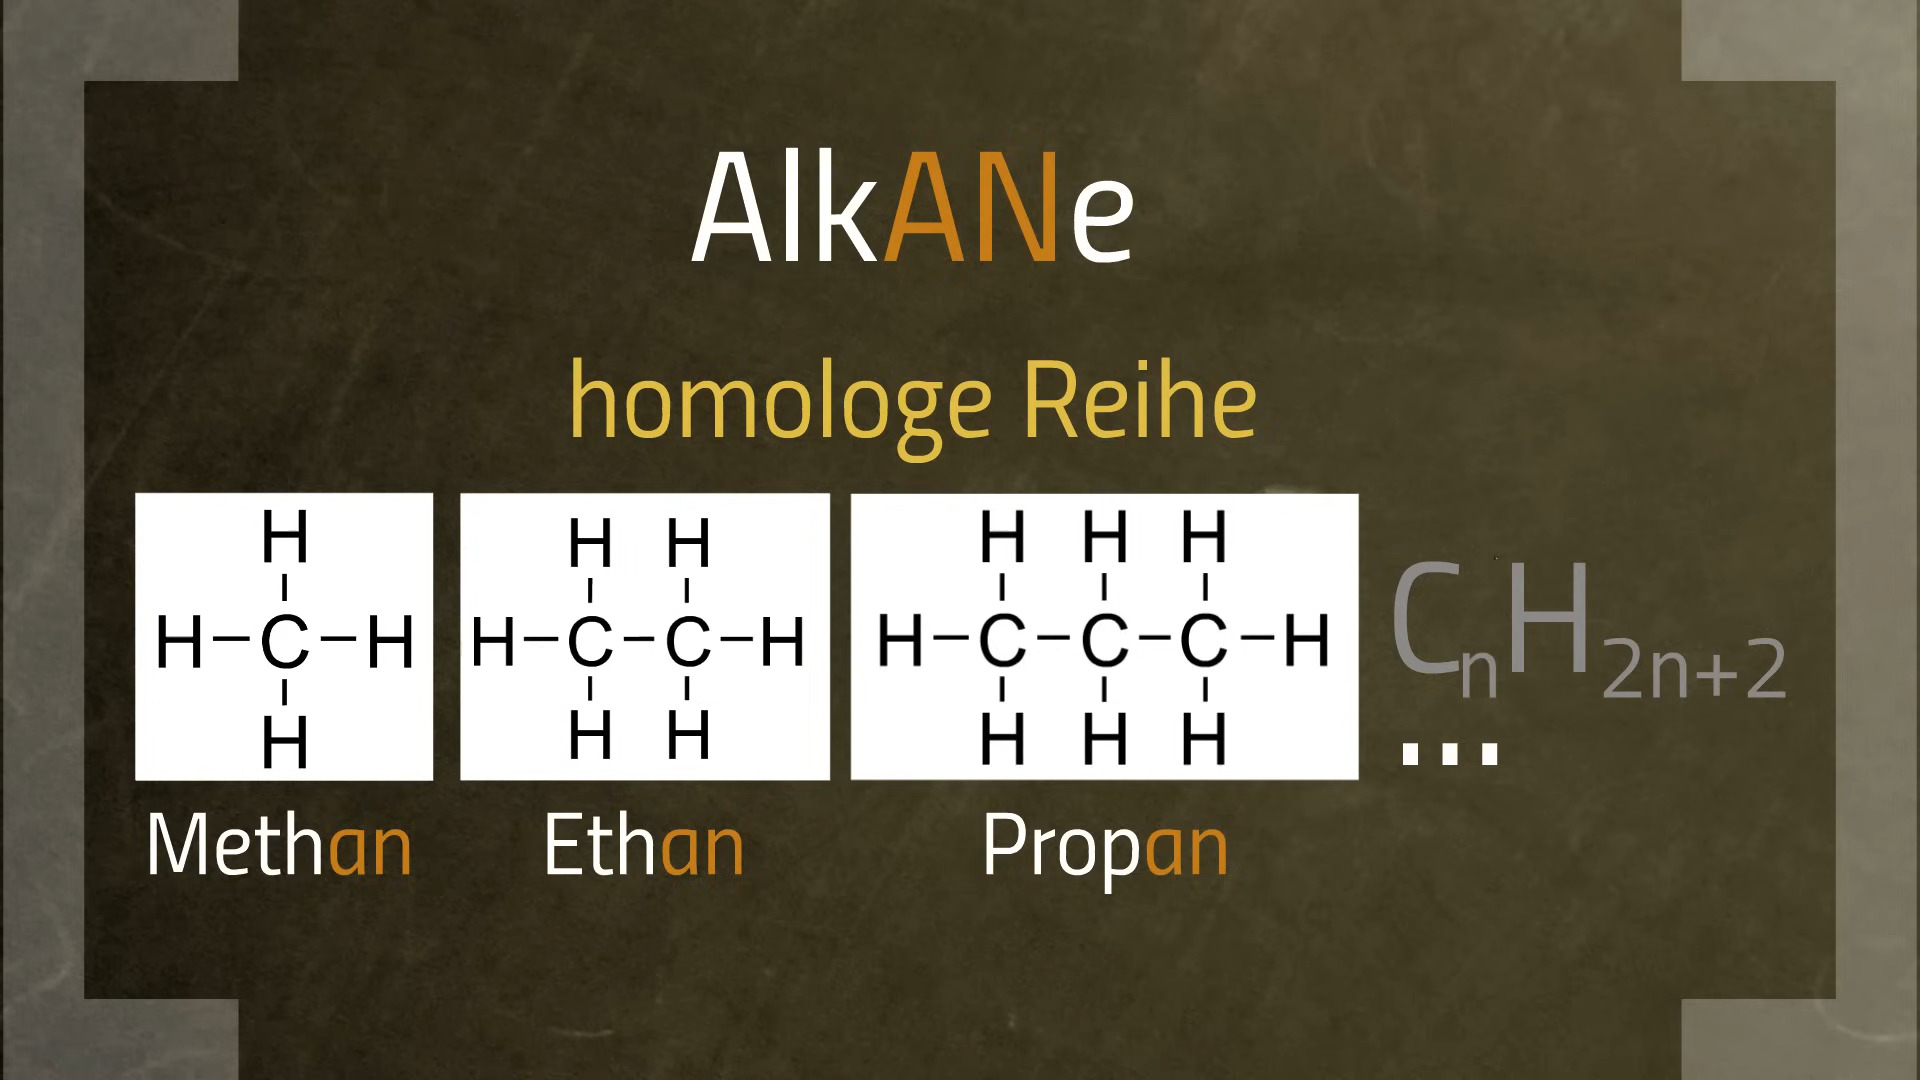 AlkANe
homologe Reihe
H H H H H H
H–C–H H–C–C–H H–C–C–C–H CnH2n+2
H H H H H H ...
Methan Ethan Propan